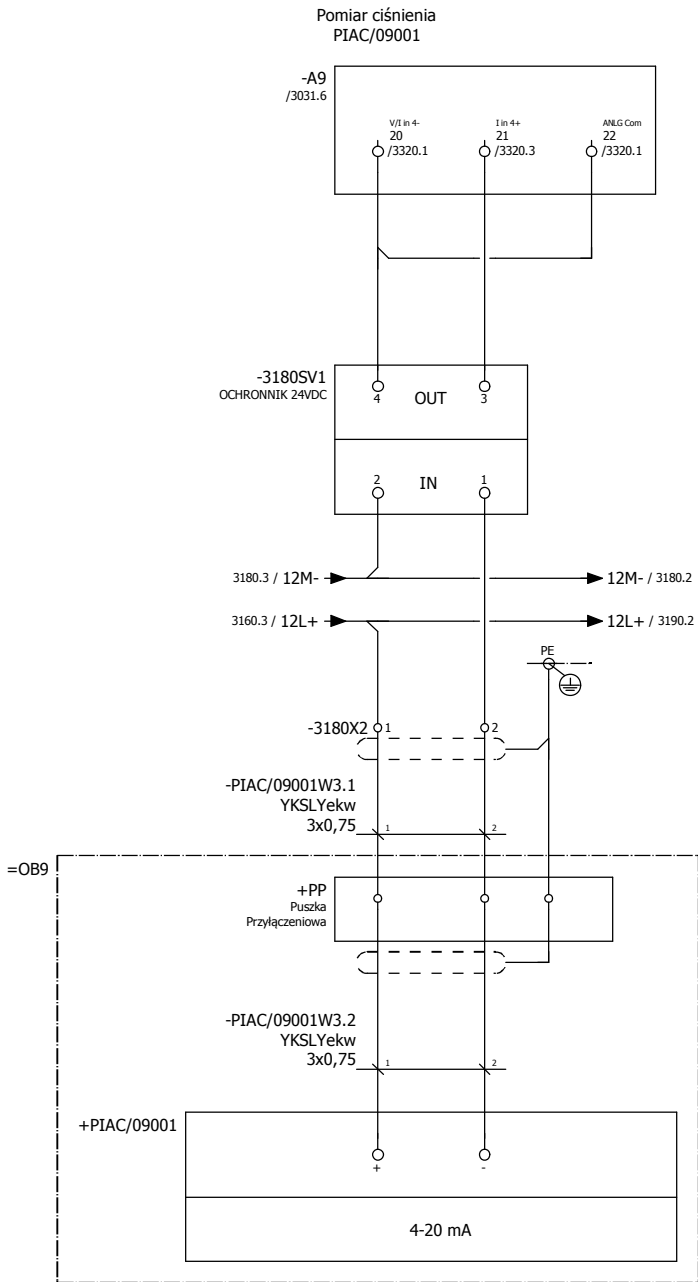 Pomiar ciśnienia
PIAC/09001
-A9
/3031.6
V/I in 4-
20
/3320.1
I in 4+
21
/3320.3
ANLG Com
22
/3320.1
-3180SV1
OCHRONNIK 24VDC
4
OUT
3
2
IN
1
3180.3 / 12M-
12M- / 3180.2
3160.3 / 12L+
12L+ / 3190.2
PE
-3180X2
1
2
-PIAC/09001W3.1
YKSLYekw
3x0,75
1
2
=OB9
+PP
Puszka
Przyłączeniowa
-PIAC/09001W3.2
YKSLYekw
3x0,75
1
2
+PIAC/09001
+
-
4-20 mA